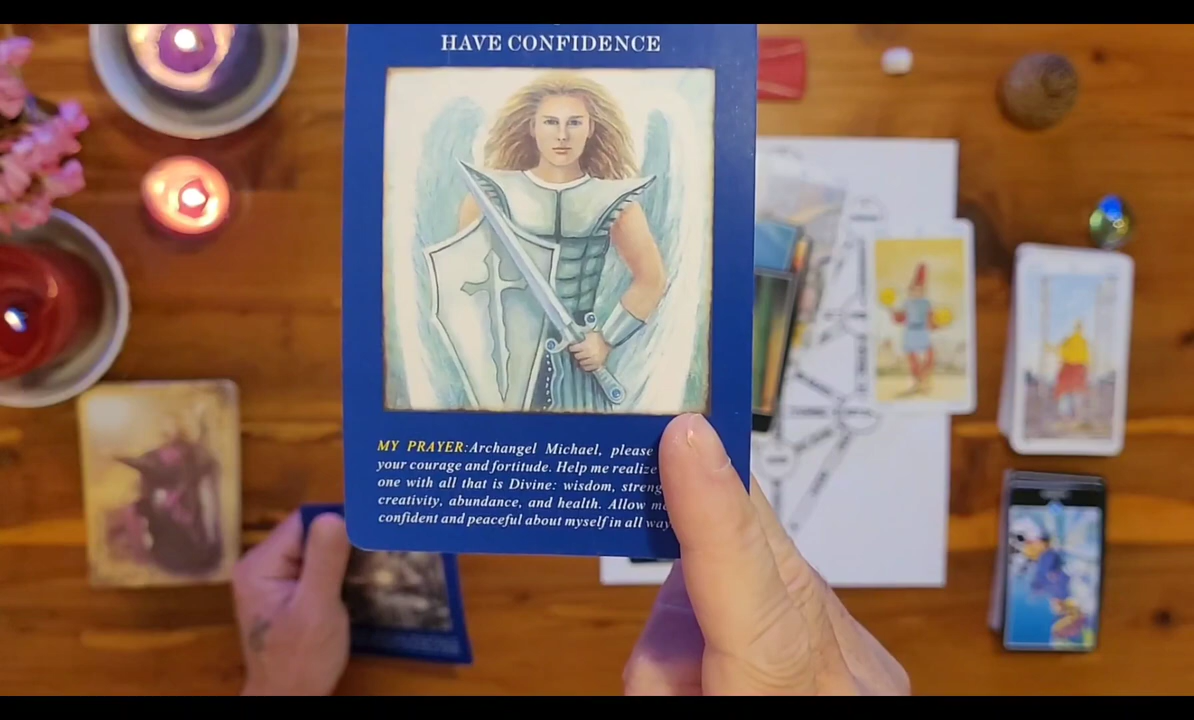 HAVE CONFIDENCE
MY PRAYER: Archangel Michael, please
your courage and fortitude. Help me realize
one with all that is Divine: wisdom,
creativity, abundance, and health. Allow
confident and peaceful about myself in all